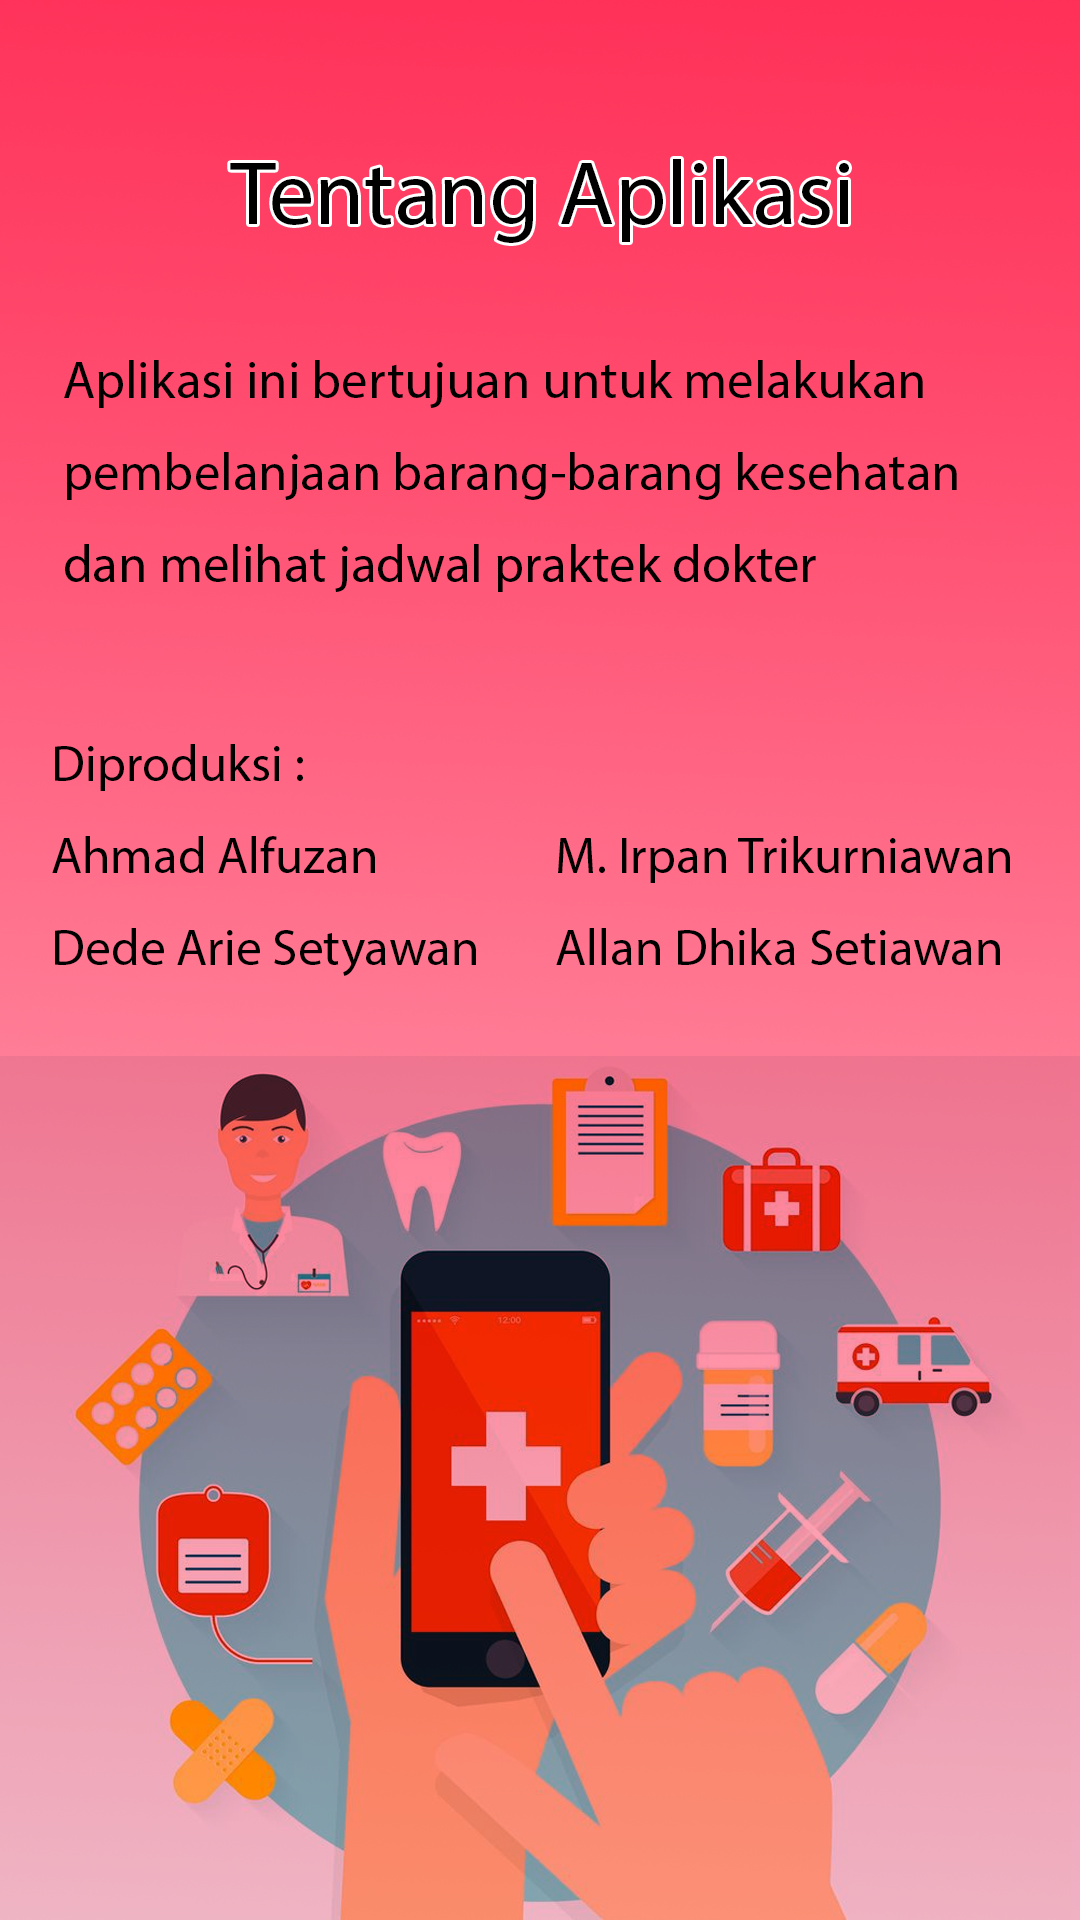 Tentang Aplikasi
Aplikasi ini bertujuan untuk melakukan
pembelanjaan barang-barang kesehatan
dan melihat jadwal praktek dokter
Diproduksi :
Ahmad Alfuzan
M. Irpan Trikurniawan
Dede Arie Setyawan
Allan Dhika Setiawan
12:00